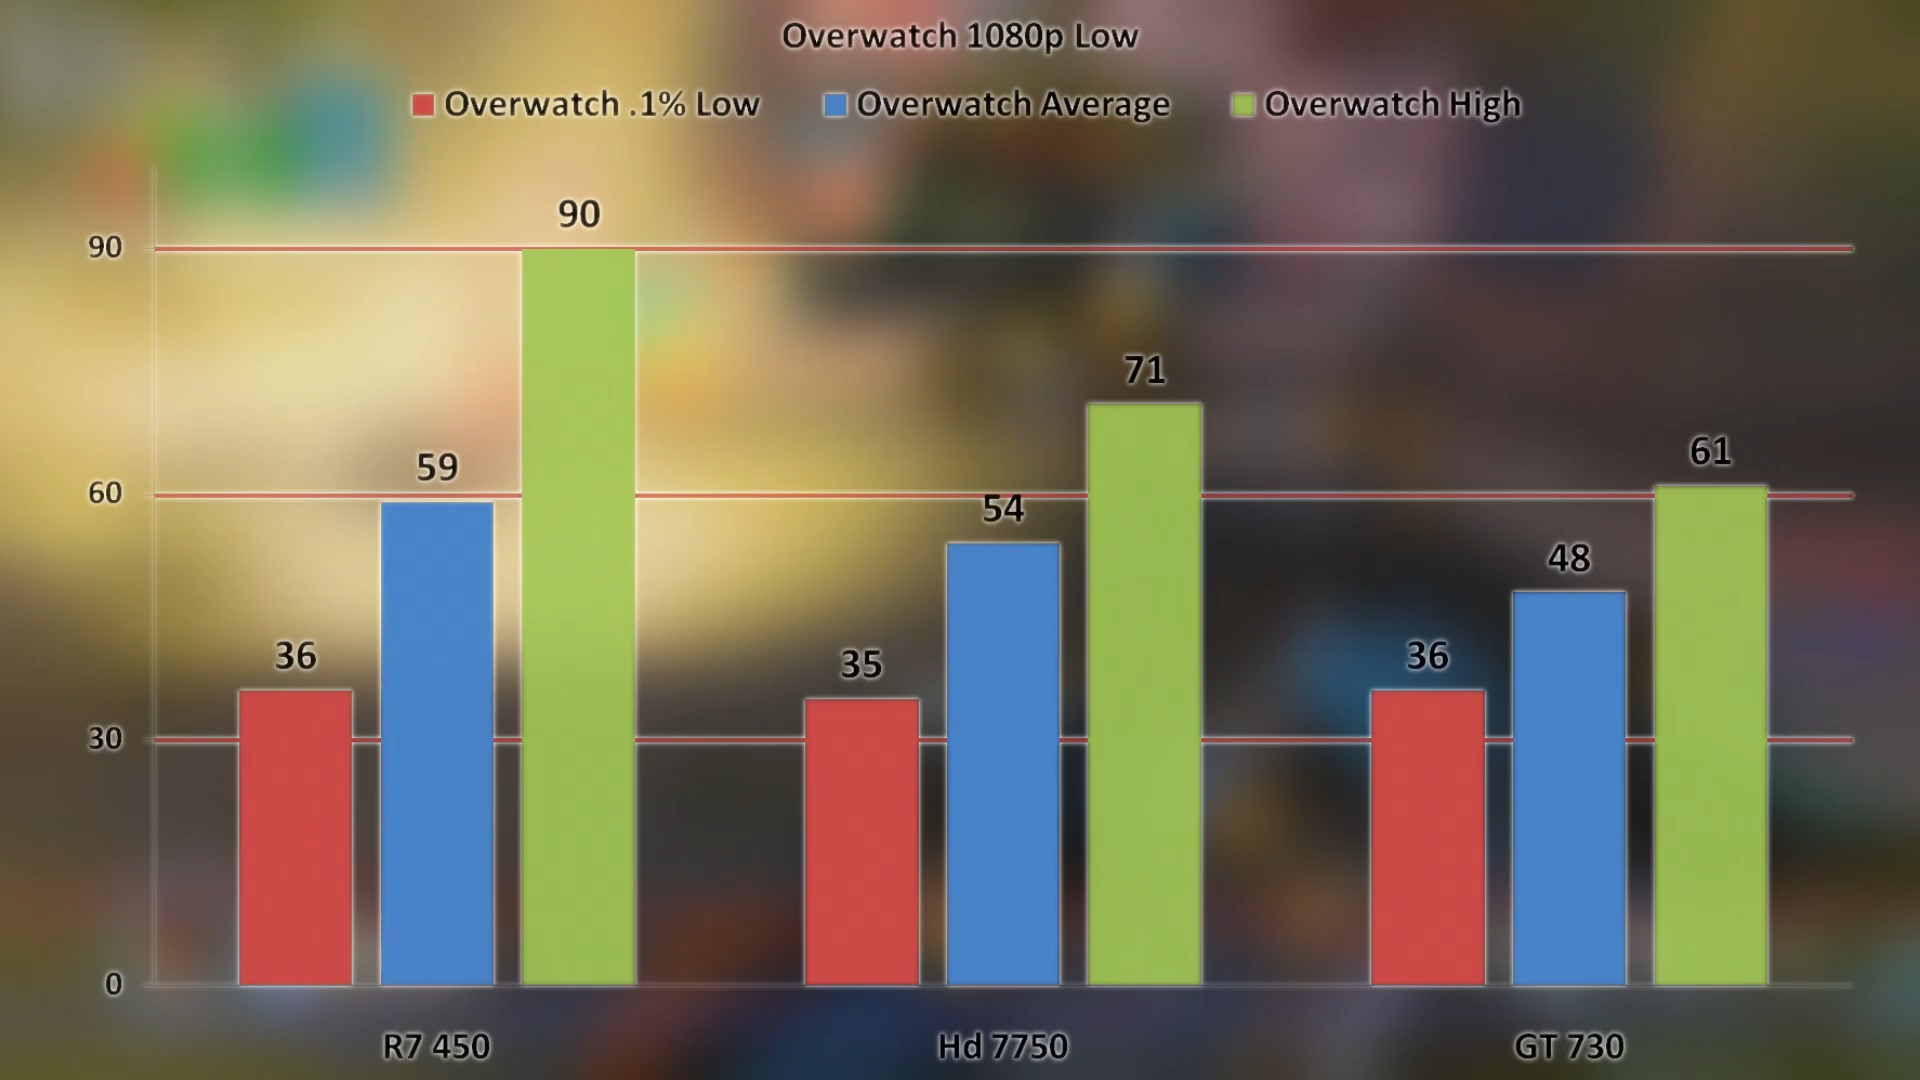 Overwatch 1080p Low
Overwatch .1% Low Overwatch Average Overwatch High
90
60
30
0
36
59
90
35
54
71
36
48
61
R7 450
Hd 7750
GT 730